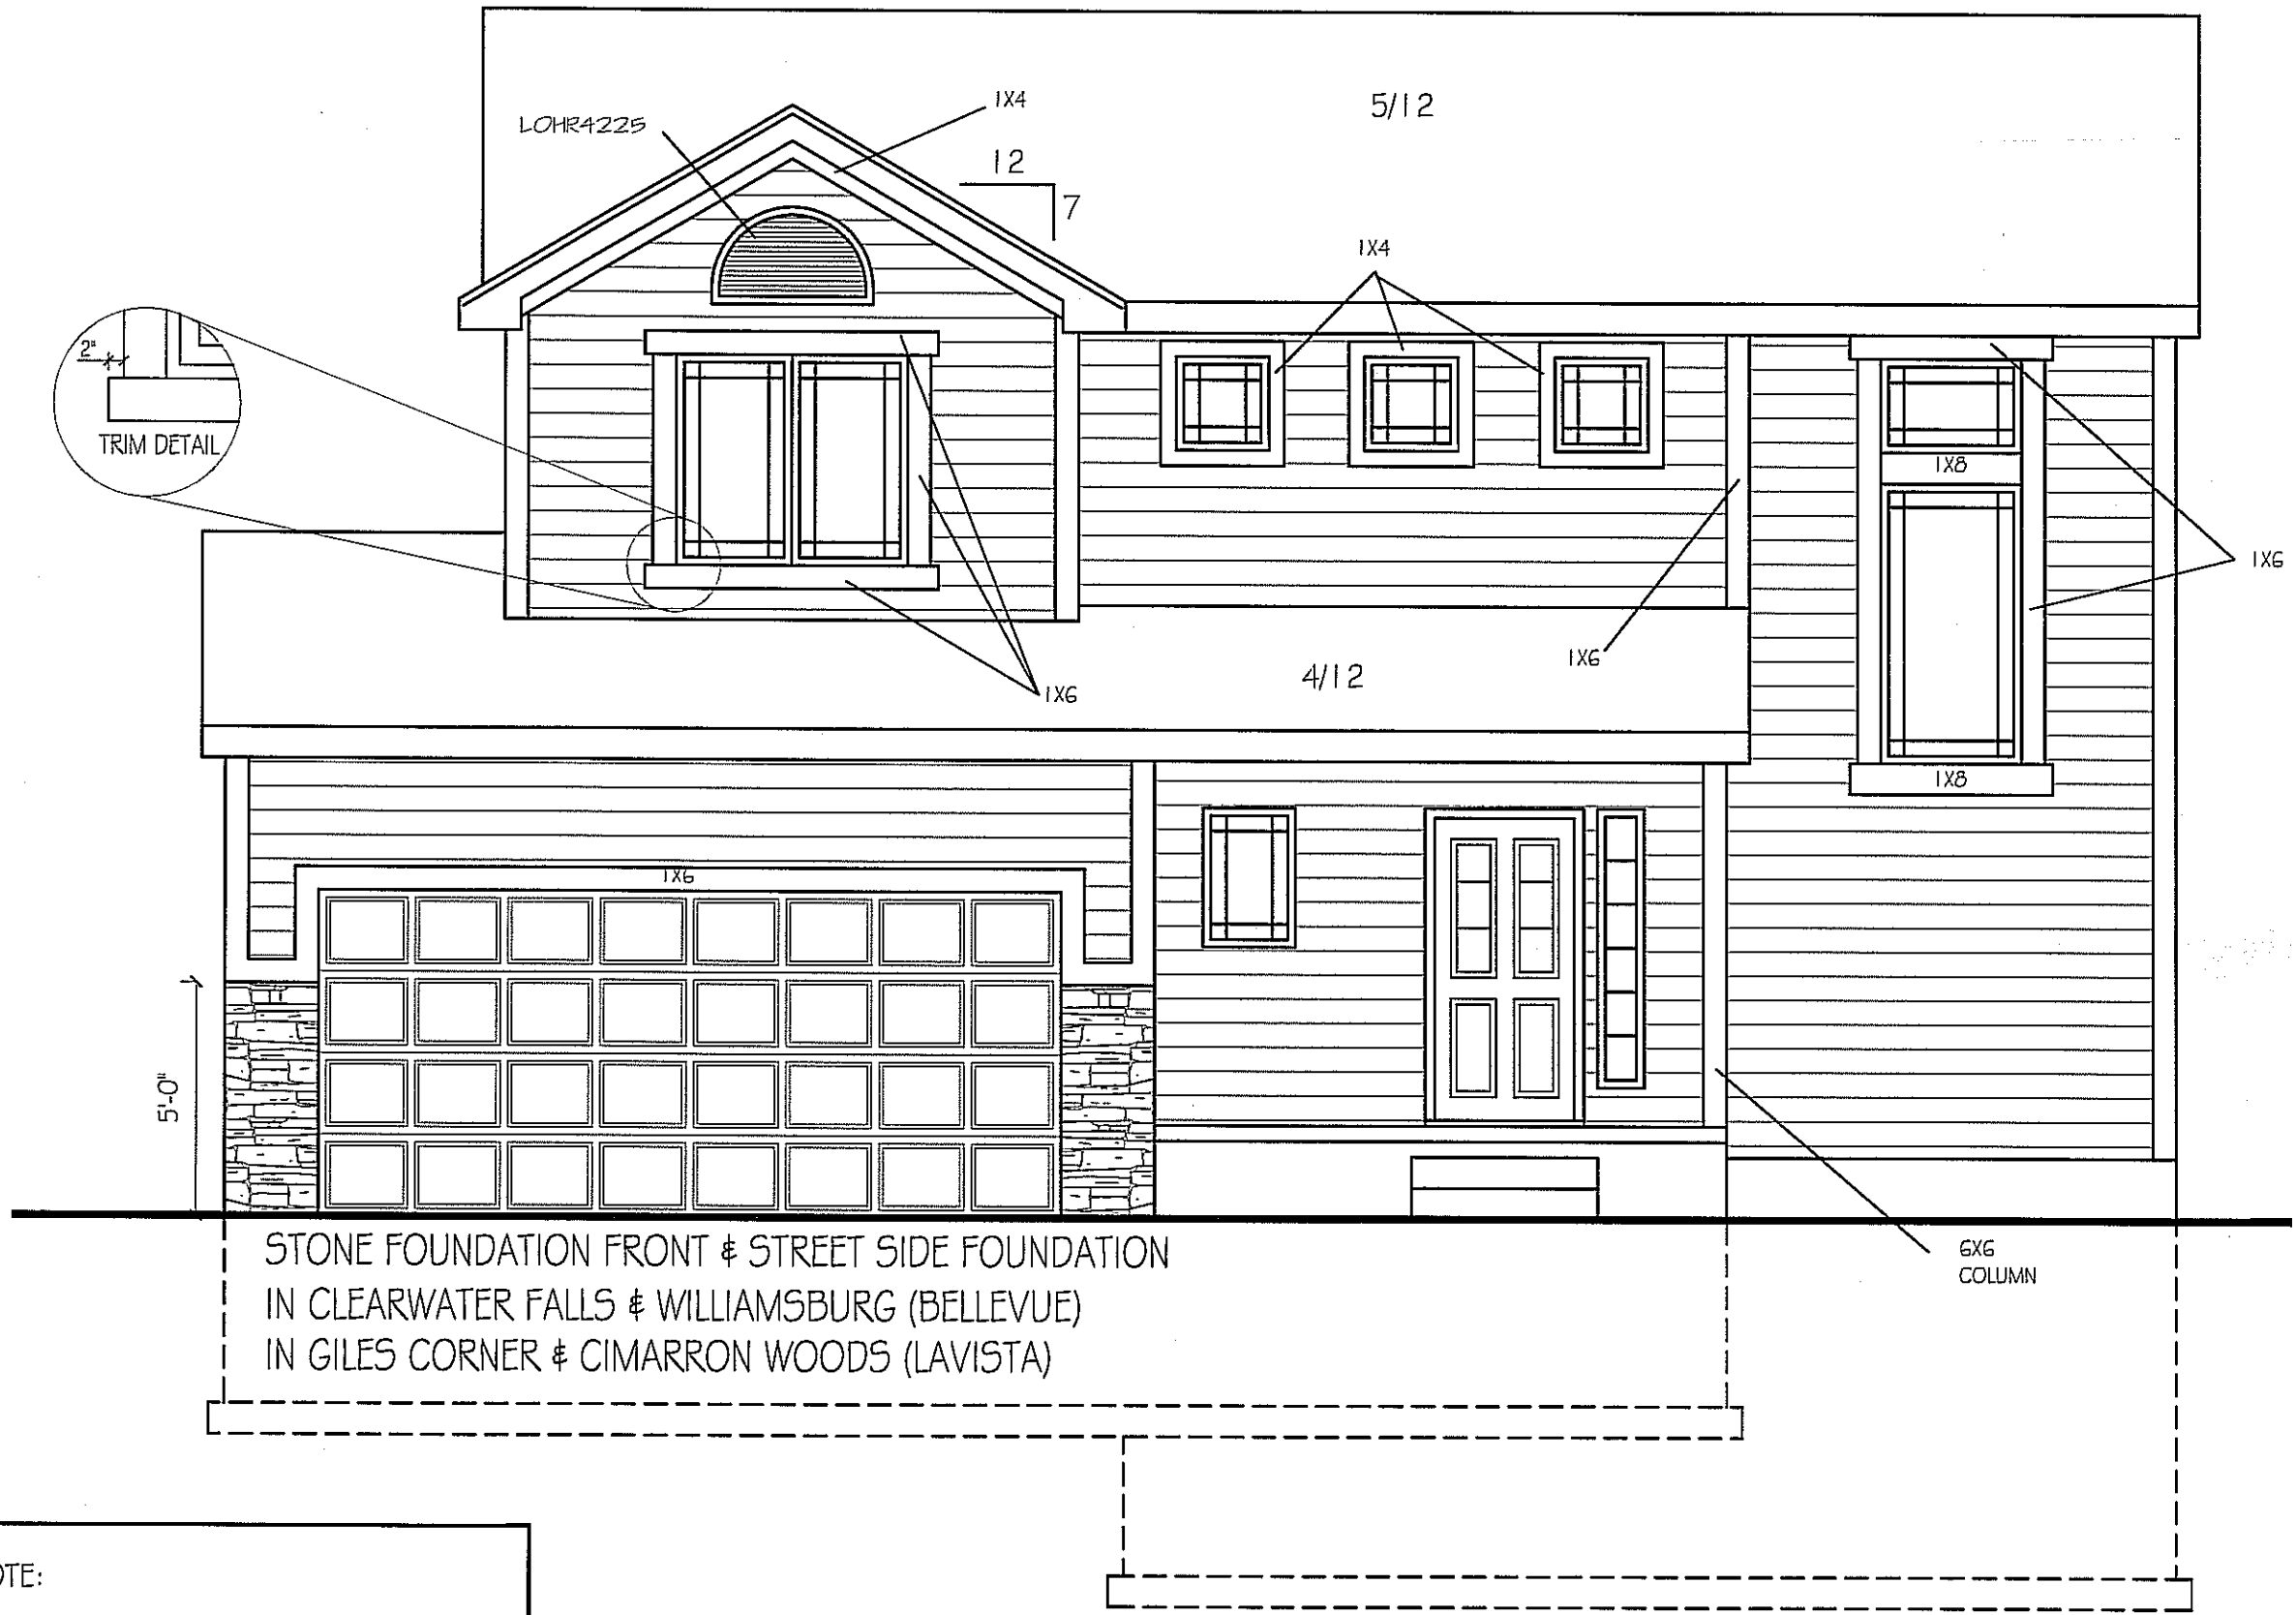 5/12
1X4
LOHR4225
12
7
1X4
2"
TRIM DETAIL
1X8
1X6
1X6
4/12
1X6
1X8
1X6
5'-0"
STONE FOUNDATION FRONT & STREET SIDE FOUNDATION
IN CLEARWATER FALLS & WILLIAMSBURG (BELLEVUE)
IN GILES CORNER & CIMARRON WOODS (LAVISTA)
6X6
COLUMN
OTE: